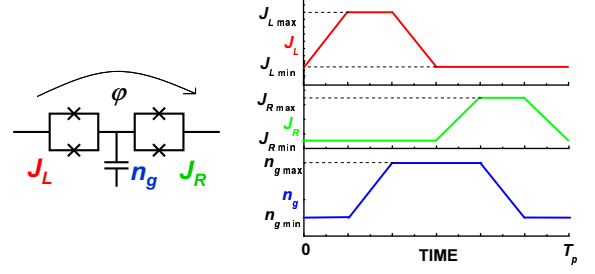 φ
J_L
n_g
J_R
J_L max
J_L
J_L min
J_R max
J_R
J_R min
n_g max
n_g
n_g min
0 TIME T_p